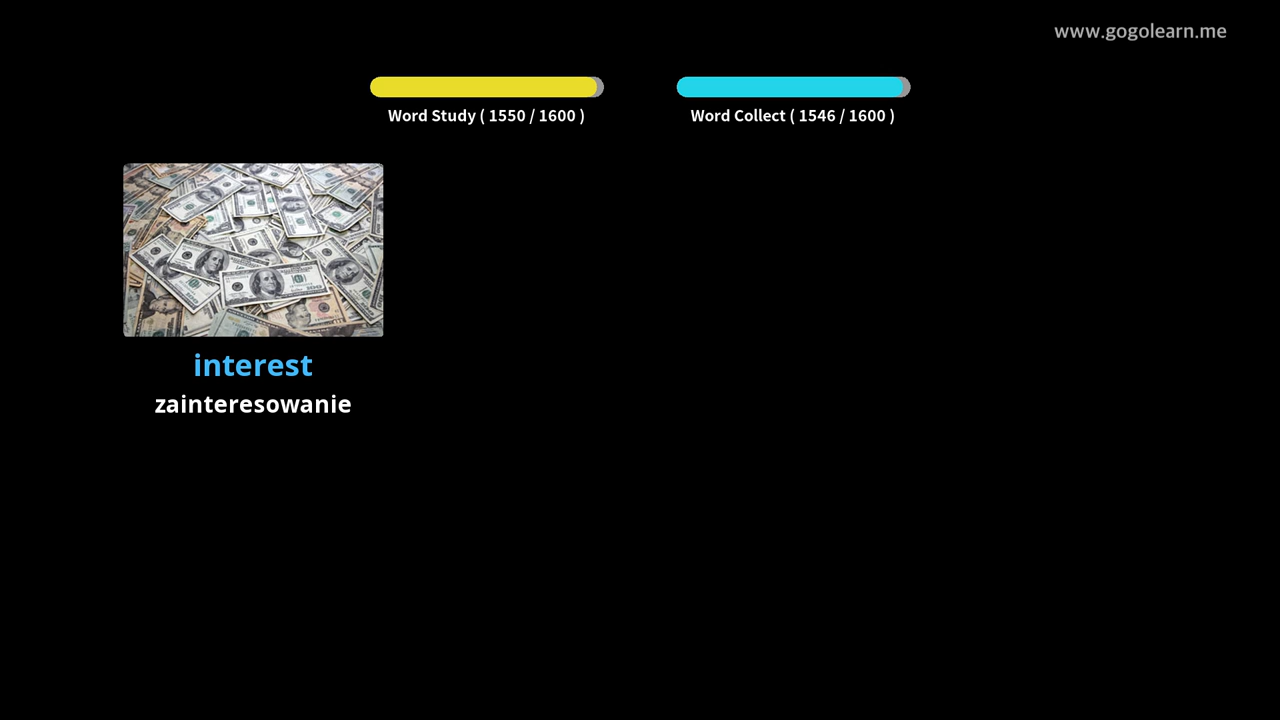 www.gogolearn.me
Word Study ( 1550 / 1600 )
Word Collect ( 1546 / 1600 )
interest
zainteresowanie